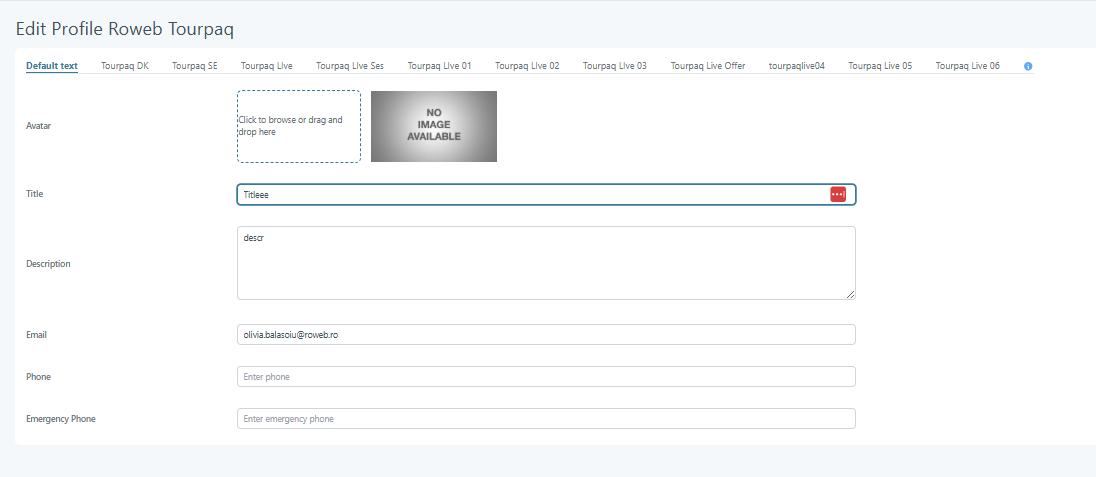 Edit Profile Roweb Tourpaq
Default text Tourpaq DK Tourpaq SE Tourpaq LIve Tourpaq LIve Ses Tourpaq LIve 01 Tourpaq LIve 02 Tourpaq LIve 03 Tourpaq Live Offer tourpaqlive04 Tourpaq Live 05 Tourpaq Live 06
Avatar
Click to browse or drag and
drop here
NO
IMAGE
AVAILABLE
Title
Titleee
Description
descr
Email
olivia.balasoiu@roweb.ro
Phone
Enter phone
Emergency Phone
Enter emergency phone